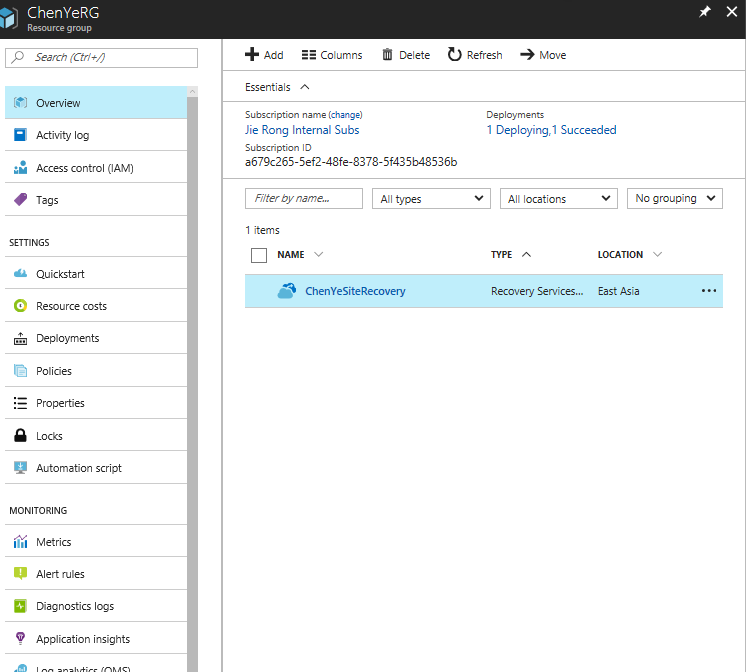 ChenYeRG
Resource group
Search (Ctrl+/)
Overview
Activity log
Access control (IAM)
Tags
SETTINGS
Quickstart
Resource costs
Deployments
Policies
Properties
Locks
Automation script
MONITORING
Metrics
Alert rules
Diagnostics logs
Application insights
Log analytics (OMS)
Add Columns Delete Refresh Move
Essentials
Subscription name (change) Deployments
Jie Rong Internal Subs 1 Deploying,1 Succeeded
Subscription ID
a679c265-5ef2-48fe-8378-5f435b48536b
Filter by name... All types All locations No grouping
1 items
NAME TYPE LOCATION
ChenYeSiteRecovery Recovery Services... East Asia